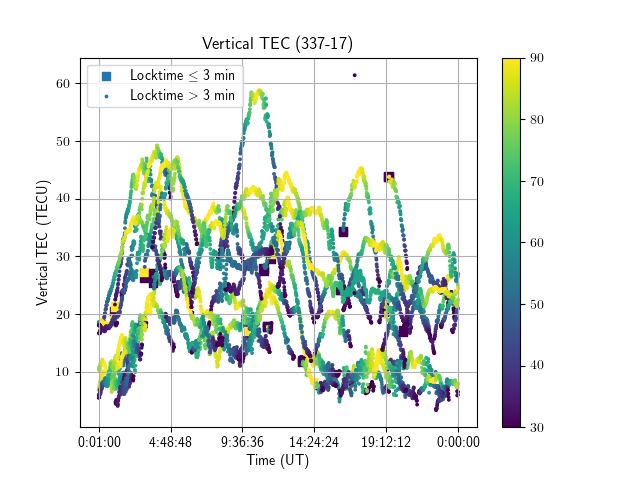 Vertical TEC (337-17)
Locktime ≤ 3 min
Locktime > 3 min
Vertical TEC (TECU)
60
50
40
30
20
10
0:01:00 4:48:48 9:36:36 14:24:24 19:12:12 0:00:00
Time (UT)
90
80
70
60
50
40
30